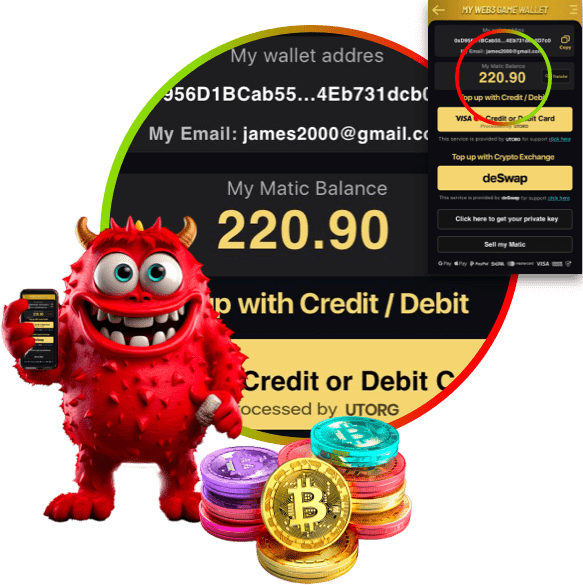 My wallet addres
956D1BCab55...4Eb731dcb0
My Email: james2000@gmail.co
My Matic Balance
220.90
up with Credit / Debit
Credit or Debit C
rocessed by UTORG
MY WEB3 GAME WALLET
0xD956D1BCab55...4Eb731dcb0D7c0
Copy
My Email: james2000@gmail.com
My Matic Balance
220.90
Transfer
Top up with Credit / Debit
VISA Credit or Debit Card
Processed by UTORG
This service is provided by UTORG for support click here
Top up with Crypto Exchange
deSwap
This service is provided by deSwap for support click here
Click here to get your private key
Sell my Matic
G Pay Pay PayPal Skrill mastercard VISA